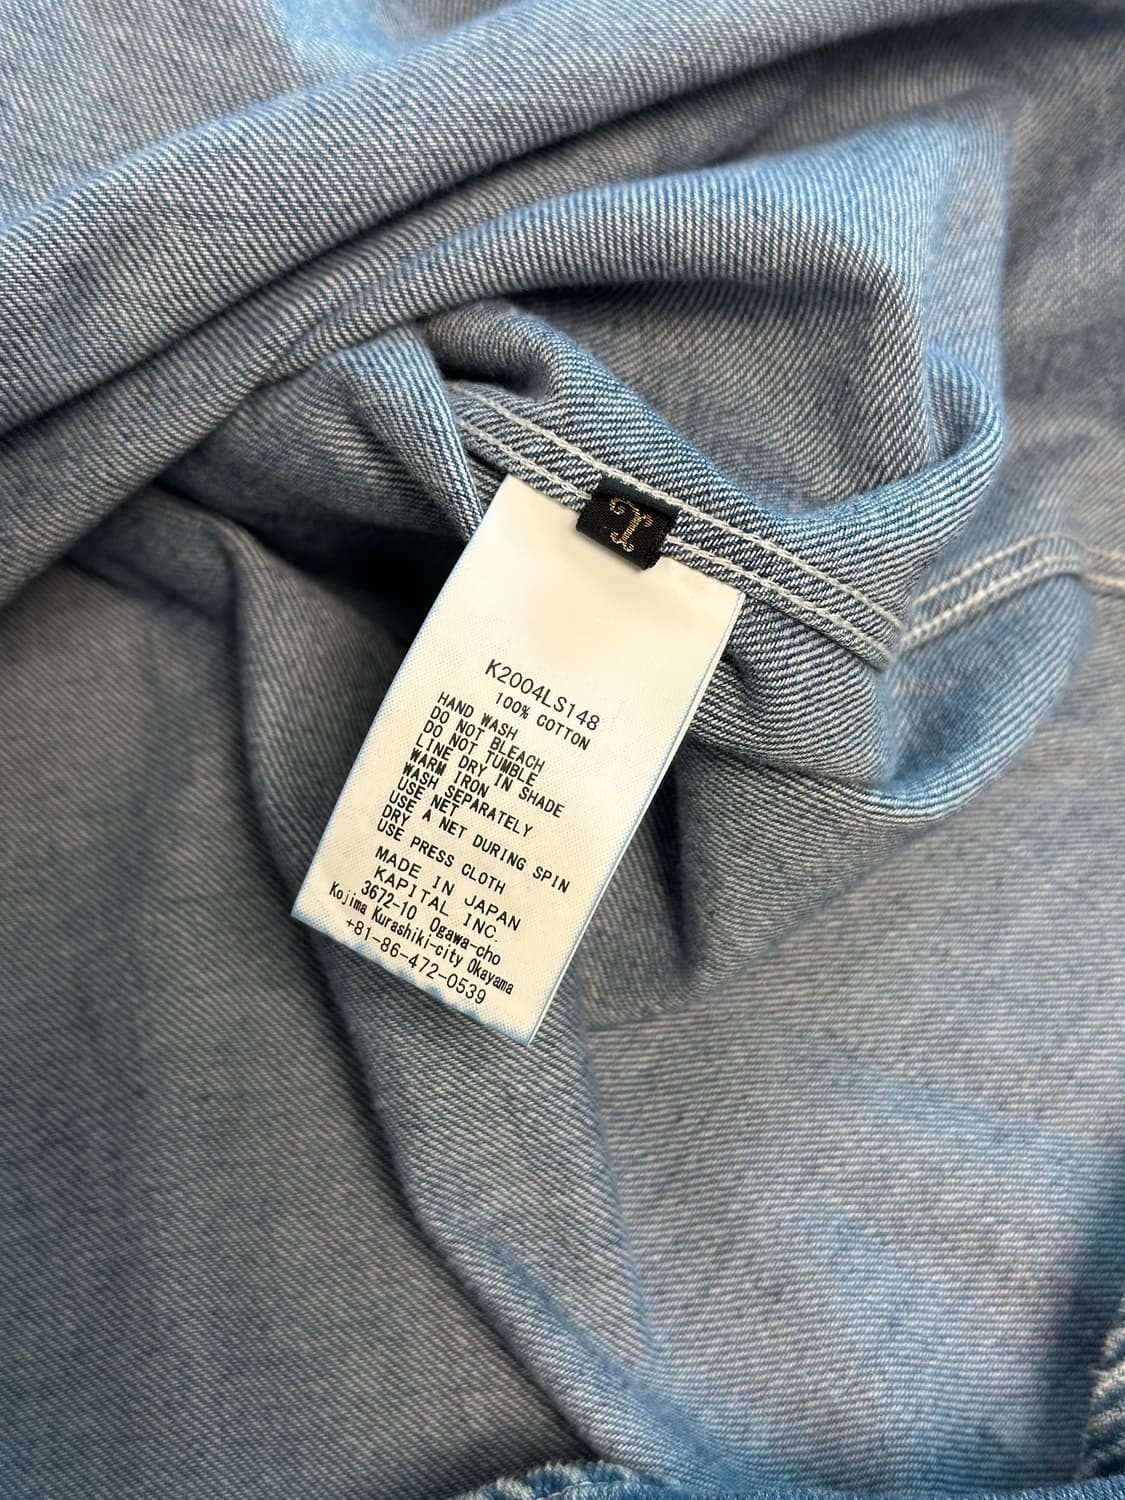 K2004LS148
100% COTTON
HAND WASH
DO NOT BLEACH
DO NOT TUMBLE
LINE DRY IN SHADE
WARM IRON
WASH SEPARATELY
USE NET
USE A NET DURING SPIN
DRY
USE PRESS CLOTH
MADE IN JAPAN
KAPITAL INC.
3672-10 Ogawa-cho
Kojima Kurashiki-city Okayama
+81-86-472-0539